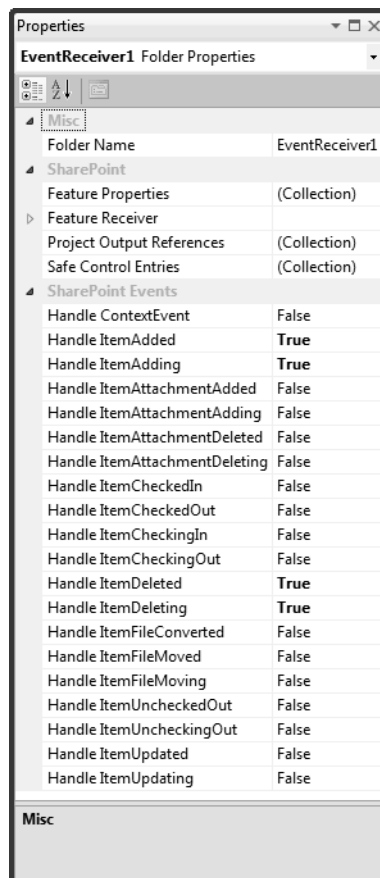 Properties
EventReceiver1 Folder Properties
Misc
Folder Name EventReceiver1
SharePoint
Feature Properties (Collection)
Feature Receiver
Project Output References (Collection)
Safe Control Entries (Collection)
SharePoint Events
Handle ContextEvent False
Handle ItemAdded True
Handle ItemAdding True
Handle ItemAttachmentAdded False
Handle ItemAttachmentAdding False
Handle ItemAttachmentDeleted False
Handle ItemAttachmentDeleting False
Handle ItemCheckedIn False
Handle ItemCheckedOut False
Handle ItemCheckingIn False
Handle ItemCheckingOut False
Handle ItemDeleted True
Handle ItemDeleting True
Handle ItemFileConverted False
Handle ItemFileMoved False
Handle ItemFileMoving False
Handle ItemUncheckedOut False
Handle ItemUncheckingOut False
Handle ItemUpdated False
Handle ItemUpdating False
Misc